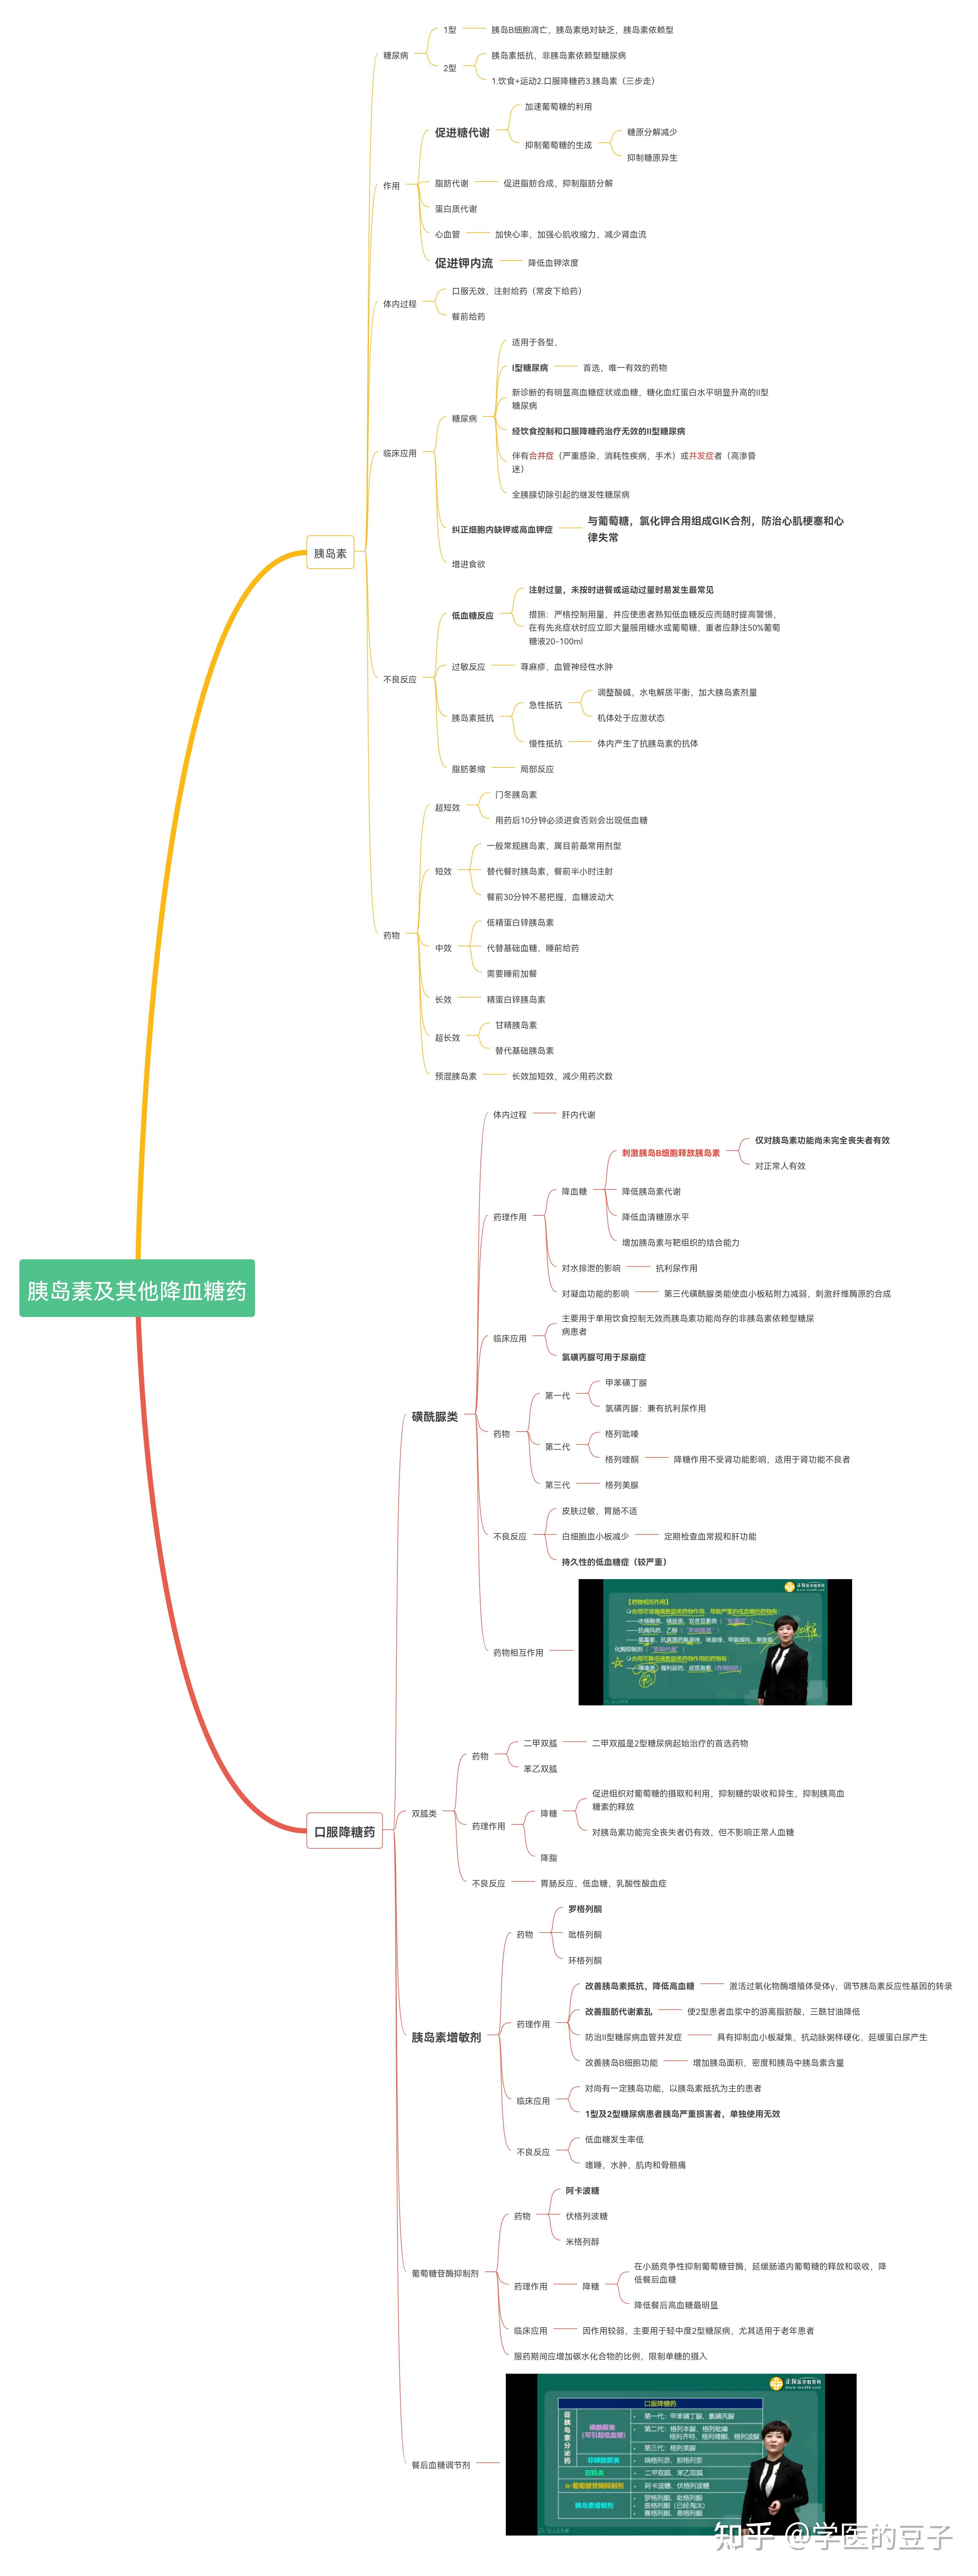 胰岛素及其他降血糖药
胰岛素
糖尿病
1型
胰岛B细胞凋亡，胰岛素绝对缺乏，胰岛素依赖型
2型
胰岛素抵抗，非胰岛素依赖型糖尿病
1.饮食+运动2.口服降糖药3.胰岛素（三步走）
作用
促进糖代谢
加速葡萄糖的利用
抑制葡萄糖的生成
糖原分解减少
抑制糖原异生
脂肪代谢
促进脂肪合成，抑制脂肪分解
蛋白质代谢
心血管
加快心率，加强心肌收缩力，减少肾血流
促进钾内流
降低血钾浓度
体内过程
口服无效，注射给药（常皮下给药）
餐前给药
临床应用
糖尿病
适用于各型，
I型糖尿病
首选，唯一有效的药物
新诊断的有明显高血糖症状或血糖，糖化血红蛋白水平明显升高的II型
糖尿病
经饮食控制和口服降糖药治疗无效的II型糖尿病
伴有合并症（严重感染，消耗性疾病，手术）或并发症者（高渗昏
迷）
全胰腺切除引起的继发性糖尿病
纠正细胞内缺钾或高血钾症
与葡萄糖，氯化钾合用组成GIK合剂，防治心肌梗塞和心
律失常
增进食欲
不良反应
低血糖反应
注射过量，未按时进餐或运动过量时易发生最常见
措施：严格控制用量，并应使患者熟知低血糖反应而随时提高警惕，
在有先兆症状时应立即大量服用糖水或葡萄糖，重者应静注50%葡萄
糖液20-100ml
过敏反应
荨麻疹，血管神经性水肿
胰岛素抵抗
急性抵抗
调整酸碱，水电解质平衡，加大胰岛素剂量
机体处于应激状态
慢性抵抗
体内产生了抗胰岛素的抗体
脂肪萎缩
局部反应
药物
超短效
门冬胰岛素
用药后10分钟必须进食否则会出现低血糖
短效
一般常规胰岛素，属目前最常用剂型
替代餐时胰岛素，餐前半小时注射
餐前30分钟不易把握，血糖波动大
中效
低精蛋白锌胰岛素
代替基础血糖，睡前给药
需要睡前加餐
长效
精蛋白锌胰岛素
超长效
甘精胰岛素
替代基础胰岛素
预混胰岛素
长效加短效，减少用药次数
口服降糖药
磺酰脲类
体内过程
肝内代谢
药理作用
降血糖
刺激胰岛B细胞释放胰岛素
仅对胰岛素功能尚未完全丧失者有效
对正常人有效
降低胰岛素代谢
降低血清糖原水平
增加胰岛素与靶组织的结合能力
对水排泄的影响
抗利尿作用
对凝血功能的影响
第三代磺酰脲类能使血小板粘附力减弱，刺激纤维酶原的合成
临床应用
主要用于单用饮食控制无效而胰岛素功能尚存的非胰岛素依赖型糖尿
病患者
氯磺丙脲可用于尿崩症
药物
第一代
甲苯磺丁脲
氯磺丙脲：兼有抗利尿作用
第二代
格列吡嗪
格列喹酮
降糖作用不受肾功能影响，适用于肾功能不良者
第三代
格列美脲
不良反应
皮肤过敏，胃肠不适
白细胞血小板减少
定期检查血常规和肝功能
持久性的低血糖症（较严重）
药物相互作用
正保医学教育网
www.med66.com
【药物相互作用】
双胍类
药物
二甲双胍
二甲双胍是2型糖尿病起始治疗的首选药物
苯乙双胍
药理作用
降糖
促进组织对葡萄糖的摄取和利用，抑制糖的吸收和异生，抑制胰高血
糖素的释放
对胰岛素功能完全丧失者仍有效，但不影响正常人血糖
降脂
不良反应
胃肠反应，低血糖，乳酸性酸血症
胰岛素增敏剂
药物
罗格列酮
吡格列酮
环格列酮
药理作用
改善胰岛素抵抗，降低高血糖
激活过氧化物酶增殖体受体γ，调节胰岛素反应性基因的转录
改善脂肪代谢紊乱
使2型患者血浆中的游离脂肪酸，三酰甘油降低
防治II型糖尿病血管并发症
具有抑制血小板凝集，抗动脉粥样硬化，延缓蛋白尿产生
改善胰岛B细胞功能
增加胰岛面积，密度和胰岛中胰岛素含量
临床应用
对尚有一定胰岛功能，以胰岛素抵抗为主的患者
1型及2型糖尿病患者胰岛严重损害者，单独使用无效
不良反应
低血糖发生率低
嗜睡，水肿，肌肉和骨骼痛
葡萄糖苷酶抑制剂
药物
阿卡波糖
伏格列波糖
米格列醇
药理作用
降糖
在小肠竞争性抑制葡萄糖苷酶，延缓肠道内葡萄糖的释放和吸收，降
低餐后血糖
降低餐后高血糖最明显
临床应用
因作用较弱，主要用于轻中度2型糖尿病，尤其适用于老年患者
服药期间应增加碳水化合物的比例，限制单糖的摄入
餐后血糖调节剂
正保医学教育网
www.med66.com
口服降糖药
促胰岛素分泌药
磺酰脲类
（可引起低血糖）
第一代：甲苯磺丁脲、氯磺丙脲
第二代：格列本脲、格列吡嗪
格列齐特、格列喹酮、格列波脲
第三代：格列美脲
非磺酰脲类
瑞格列奈、那格列奈
双胍类
二甲双胍、苯乙双胍
α-葡萄糖苷酶抑制剂
阿卡波糖、伏格列波糖
胰岛素增敏剂
罗格列酮、吡格列酮
曲格列酮（已经淘汰）
赛格列酮、恩格列酮
知乎 @学医的豆子